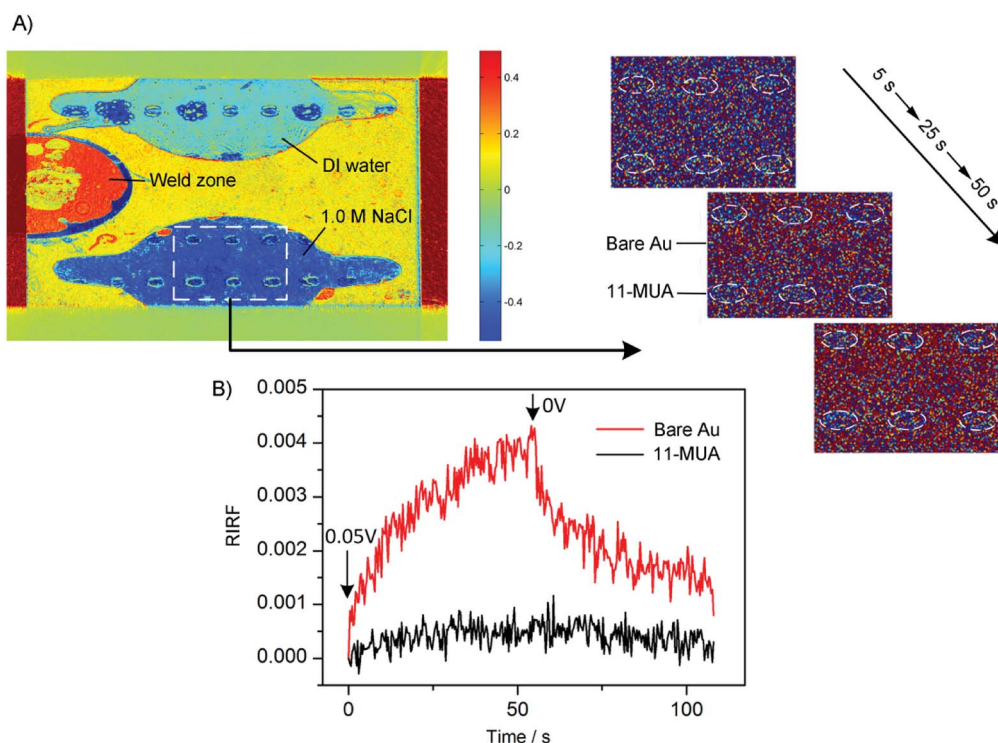 A)
0.4
0.2
0
-0.2
-0.4
Weld zone
DI water
1.0 M NaCl
5 s
25 s
50 s
Bare Au
11-MUA
B)
0.005
0.004
0.003
0.002
0.001
0.000
RIRF
0.05V
0V
Bare Au
11-MUA
0
50
100
Time / s